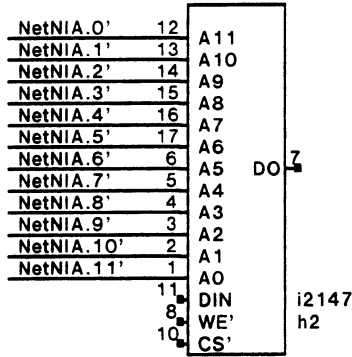 NetNIA.0' 12 A11
NetNIA.1' 13 A10
NetNIA.2' 14 A9
NetNIA.3' 15 A8
NetNIA.4' 16 A7
NetNIA.5' 17 A6
NetNIA.6' 6 A5 DO 7
NetNIA.7' 5 A4
NetNIA.8' 4 A3
NetNIA.9' 3 A2
NetNIA.10' 2 A1
NetNIA.11' 1 A0
11 DIN i2147
8 WE' h2
10 CS'